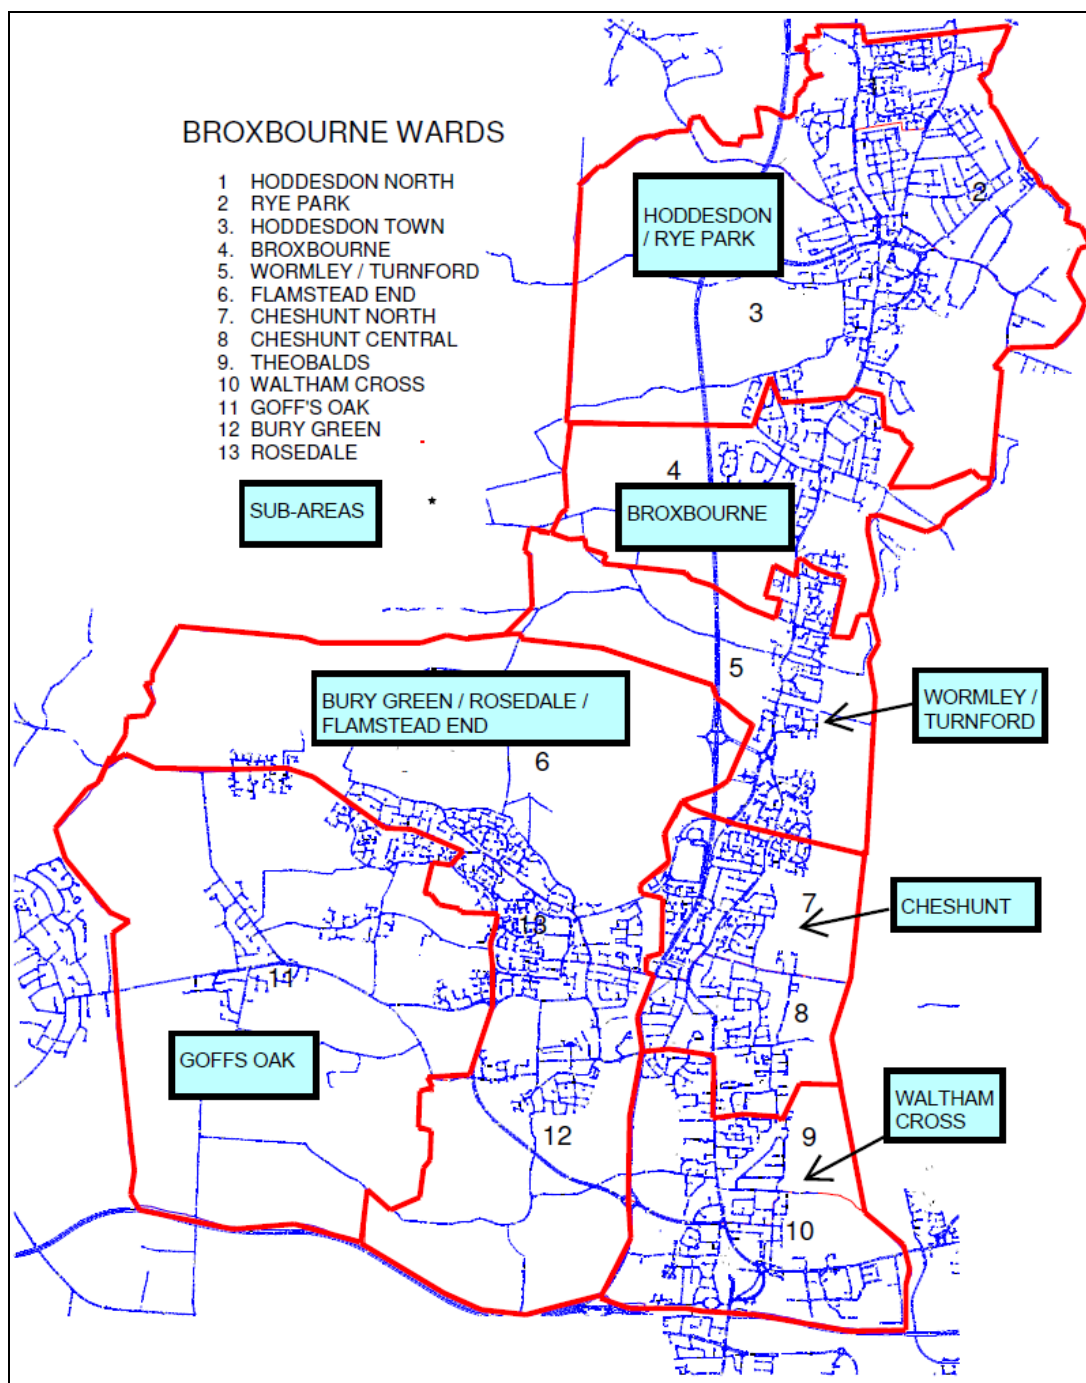 BROXBOURNE WARDS
1 HODDESDON NORTH
2 RYE PARK
3. HODDESDON TOWN
4. BROXBOURNE
5. WORMLEY / TURNFORD
6. FLAMSTEAD END
7. CHESHUNT NORTH
8 CHESHUNT CENTRAL
9. THEOBALDS
10 WALTHAM CROSS
11 GOFF'S OAK
12 BURY GREEN
13 ROSEDALE
SUB-AREAS
*
1
2
HODDESDON
/ RYE PARK
3
4
BROXBOURNE
5
BURY GREEN / ROSEDALE /
FLAMSTEAD END
WORMLEY /
TURNFORD
6
7
CHESHUNT
13
11
8
GOFFS OAK
WALTHAM
CROSS
12
9
10